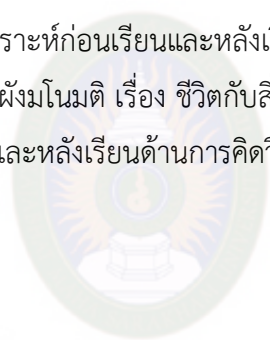 ราะห์ก่อนเรียนและหลังเ
ผังมโนมติ เรื่อง ชีวิตกับสิ
และหลังเรียนด้านการคิดวิ